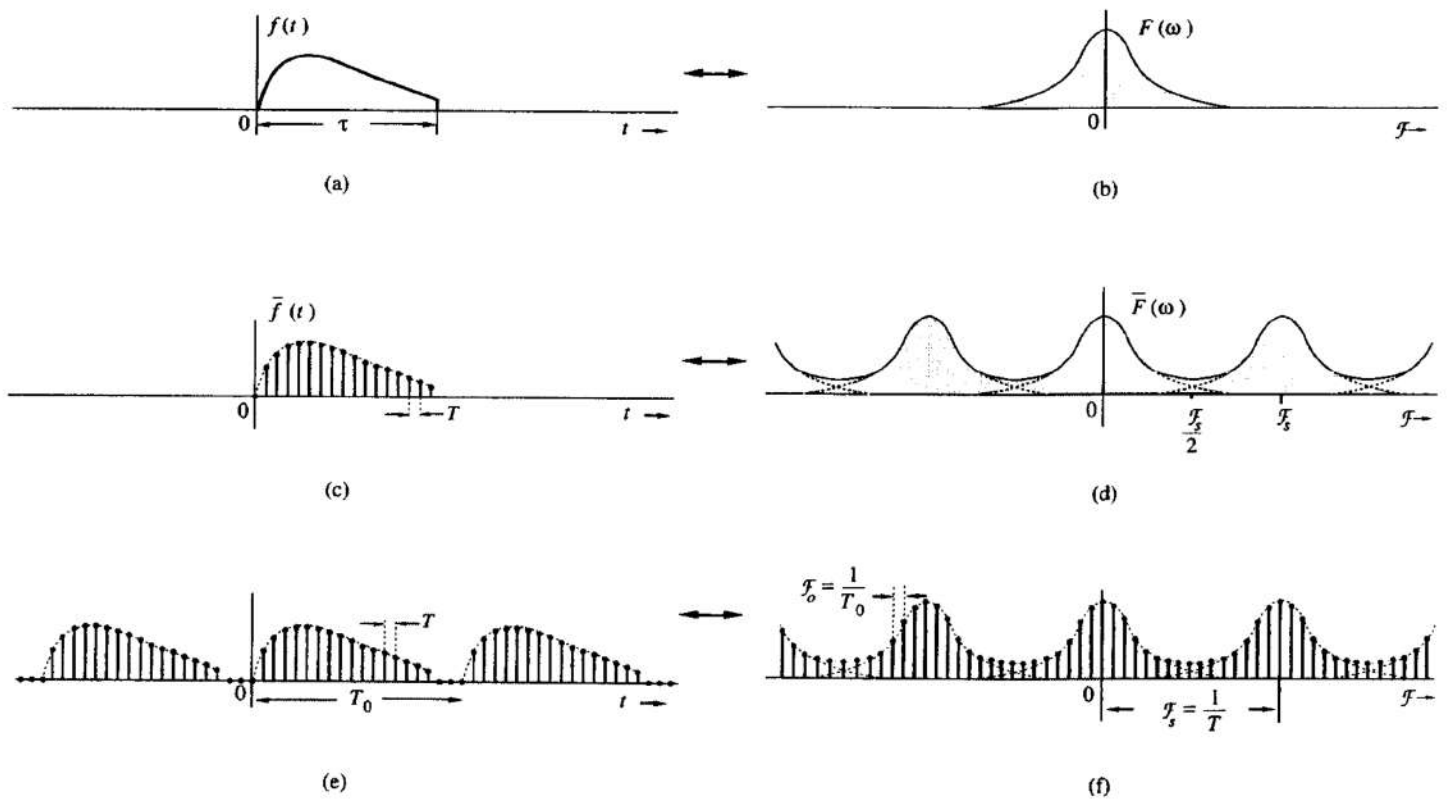 f(t)
F(ω)
0
τ
t →
0
ℱ→
(a)
(b)
f̅(t)
F̅(ω)
0
T
t →
0
ℱs/2
ℱs
ℱ→
(c)
(d)
ℱo = 1/T0
T
0
T0
t →
0
ℱs = 1/T
ℱ→
(e)
(f)